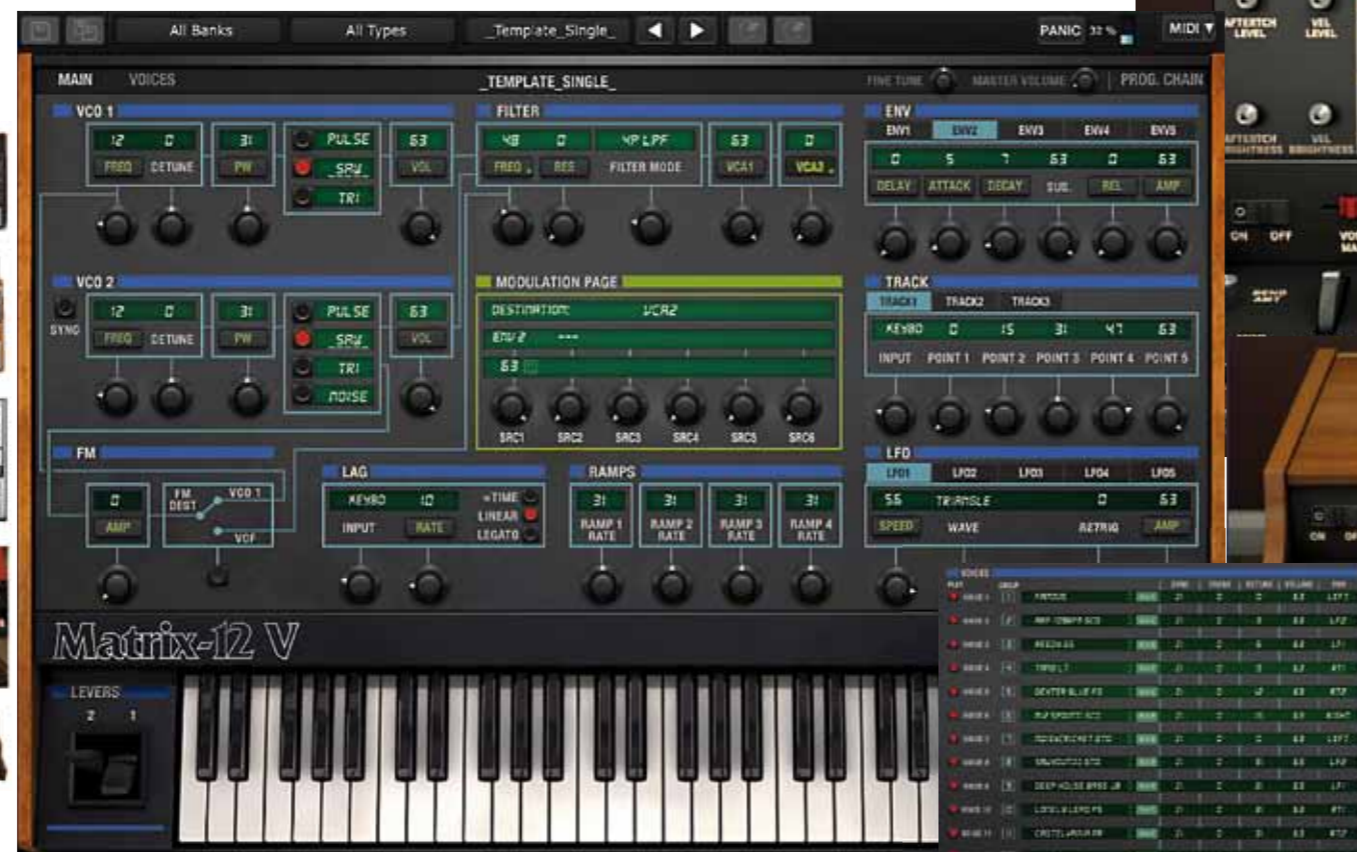 All Banks All Types _Template_Single_ PANIC 32 % MIDI
MAIN VOICES _TEMPLATE_SINGLE_ FINE TUNE MASTER VOLUME PROG. CHAIN
VCO 1
12 0 31 PULSE 63
FREQ DETUNE PW SAW VOL
TRI
FILTER
48 0 4P LPF 63 0
FREQ RES FILTER MODE VCA1 VCA2
ENV
ENV1 ENV2 ENV3 ENV4 ENV5
0 5 7 63 0 63
DELAY ATTACK DECAY SUS. REL AMP
VCO 2
SYNC
12 0 31 PULSE 63
FREQ DETUNE PW SAW VOL
TRI
NOISE
MODULATION PAGE
DESTINATION: VCA2
ENV 2 ---
63
SRC1 SRC2 SRC3 SRC4 SRC5 SRC6
TRACK
TRACK1 TRACK2 TRACK3
KEYBD 0 15 31 47 63
INPUT POINT 1 POINT 2 POINT 3 POINT 4 POINT 5
FM
0
AMP
FM DEST VCO 1
VCF
LAG
KEYBD 10
INPUT RATE
=TIME
LINEAR
LEGATO
RAMPS
31 31 31 31
RAMP 1 RATE RAMP 2 RATE RAMP 3 RATE RAMP 4 RATE
LFO
LFO1 LFO2 LFO3 LFO4 LFO5
55 TRIANGLE 0 63
SPEED WAVE RETRIG AMP
Matrix-12 V
LEVERS
2 1
AFTERTCH LEVEL VEL LEVEL
AFTERTCH BRIGHTNESS VEL BRIGHTNESS
ON OFF
VOICES
DEXTER BLUE FS
DEEP HOUSE BASS JB